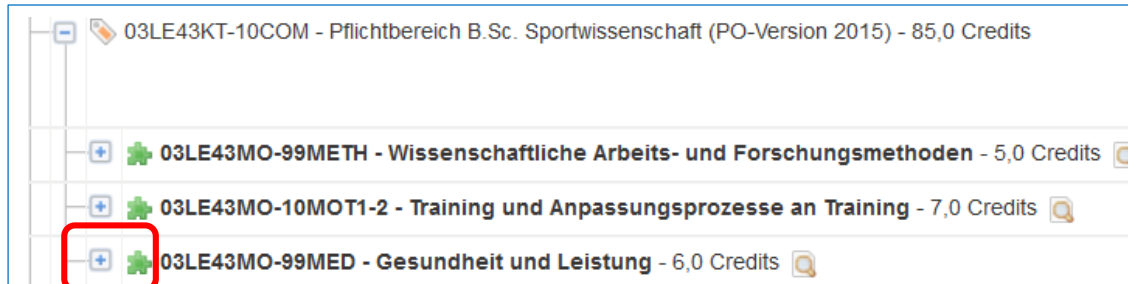 03LE43KT-10COM - Pflichtbereich B.Sc. Sportwissenschaft (PO-Version 2015) - 85,0 Credits
03LE43MO-99METH - Wissenschaftliche Arbeits- und Forschungsmethoden - 5,0 Credits
03LE43MO-10MOT1-2 - Training und Anpassungsprozesse an Training - 7,0 Credits
03LE43MO-99MED - Gesundheit und Leistung - 6,0 Credits